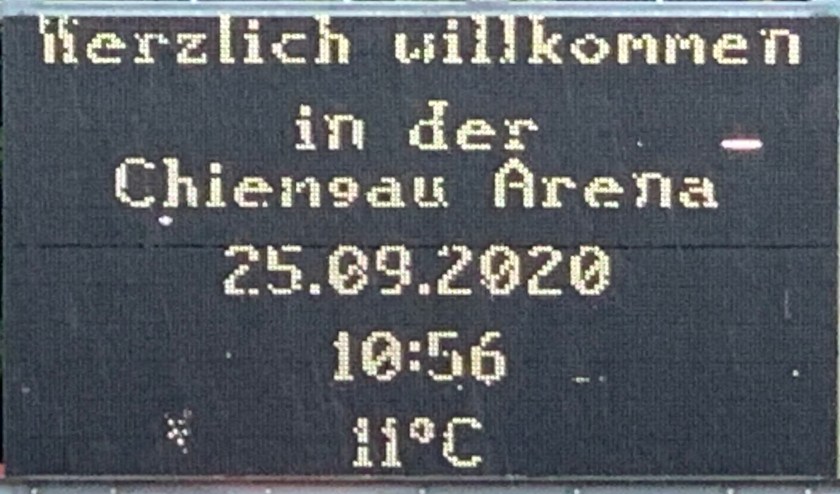 Herzlich willkommen
in der
Chiemgau Arena
25.09.2020
10:56
11°C